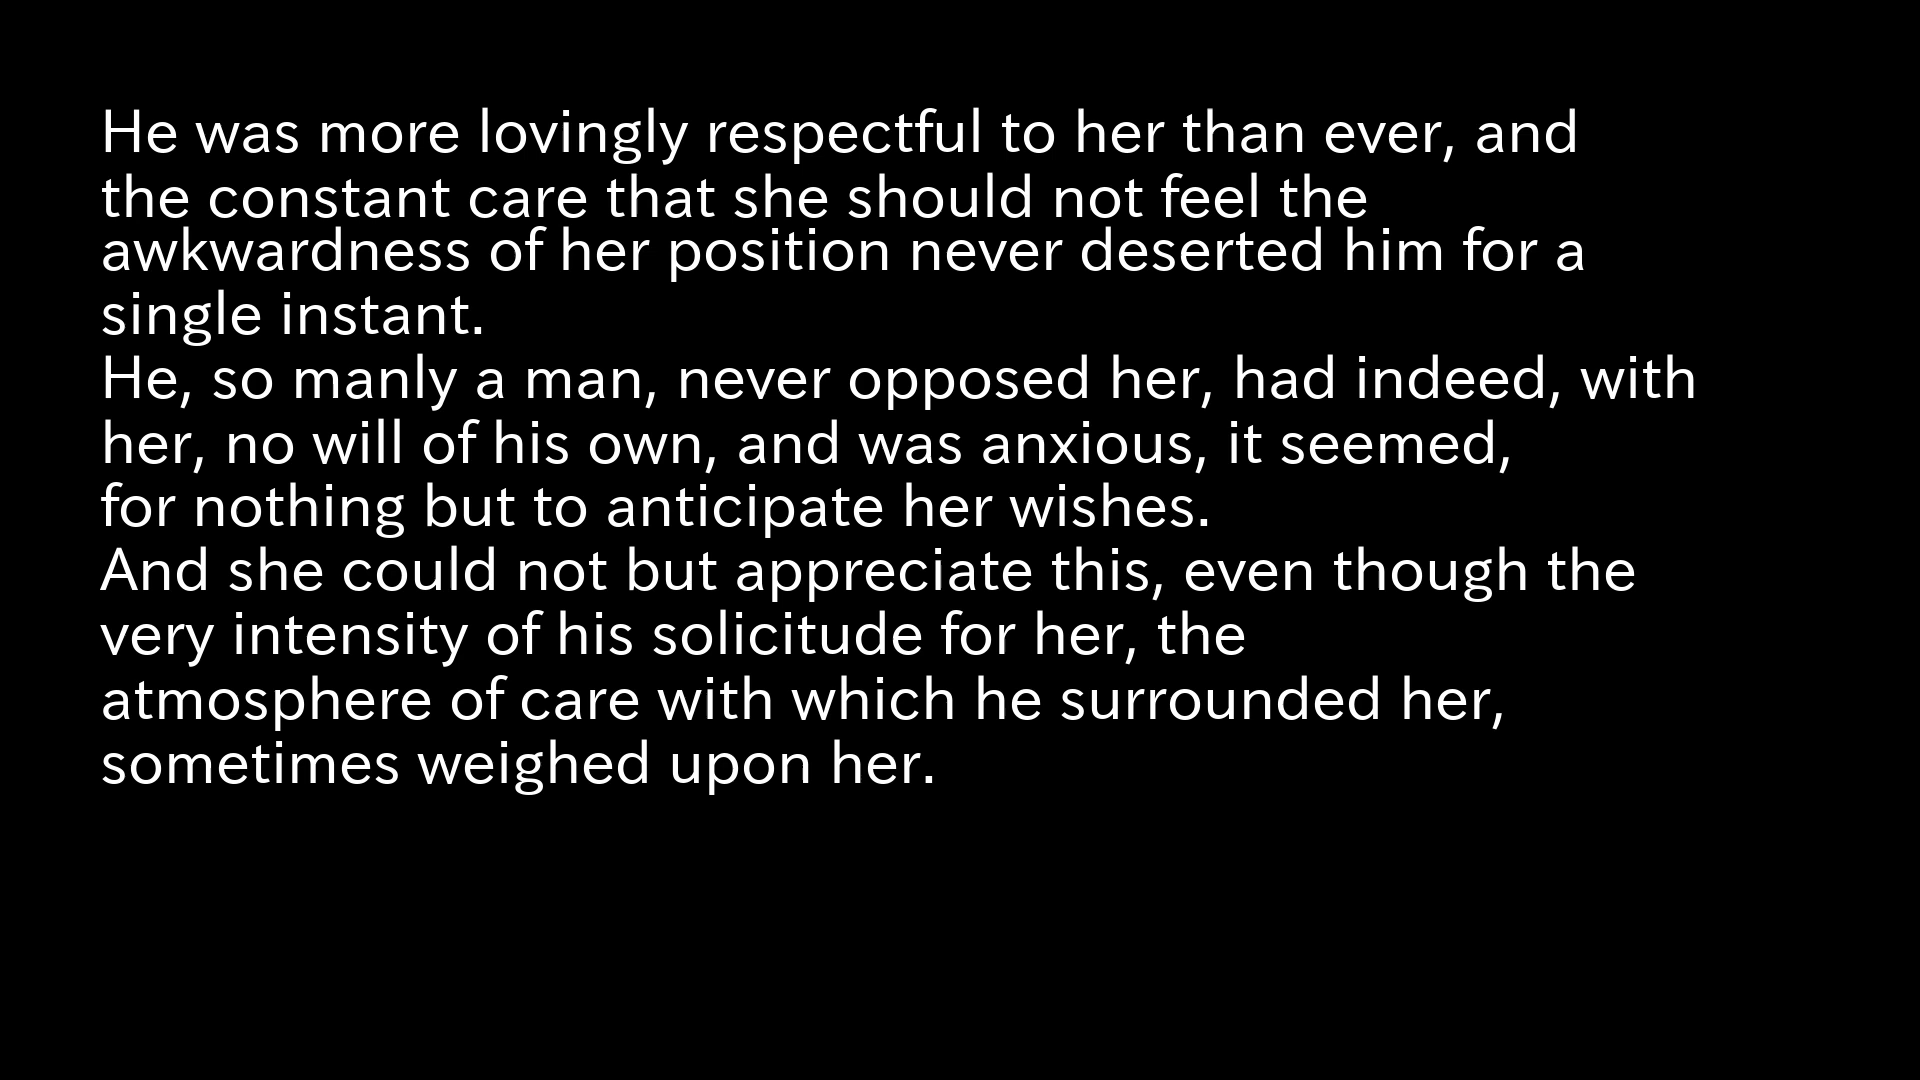 He was more lovingly respectful to her than ever, and
the constant care that she should not feel the
awkwardness of her position never deserted him for a
single instant.
He, so manly a man, never opposed her, had indeed, with
her, no will of his own, and was anxious, it seemed,
for nothing but to anticipate her wishes.
And she could not but appreciate this, even though the
very intensity of his solicitude for her, the
atmosphere of care with which he surrounded her,
sometimes weighed upon her.